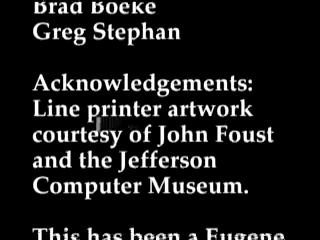 Brad Boeke
Greg Stephan
Acknowledgements:
Line printer artwork
courtesy of John Foust
and the Jefferson
Computer Museum.
This has been a Eugene